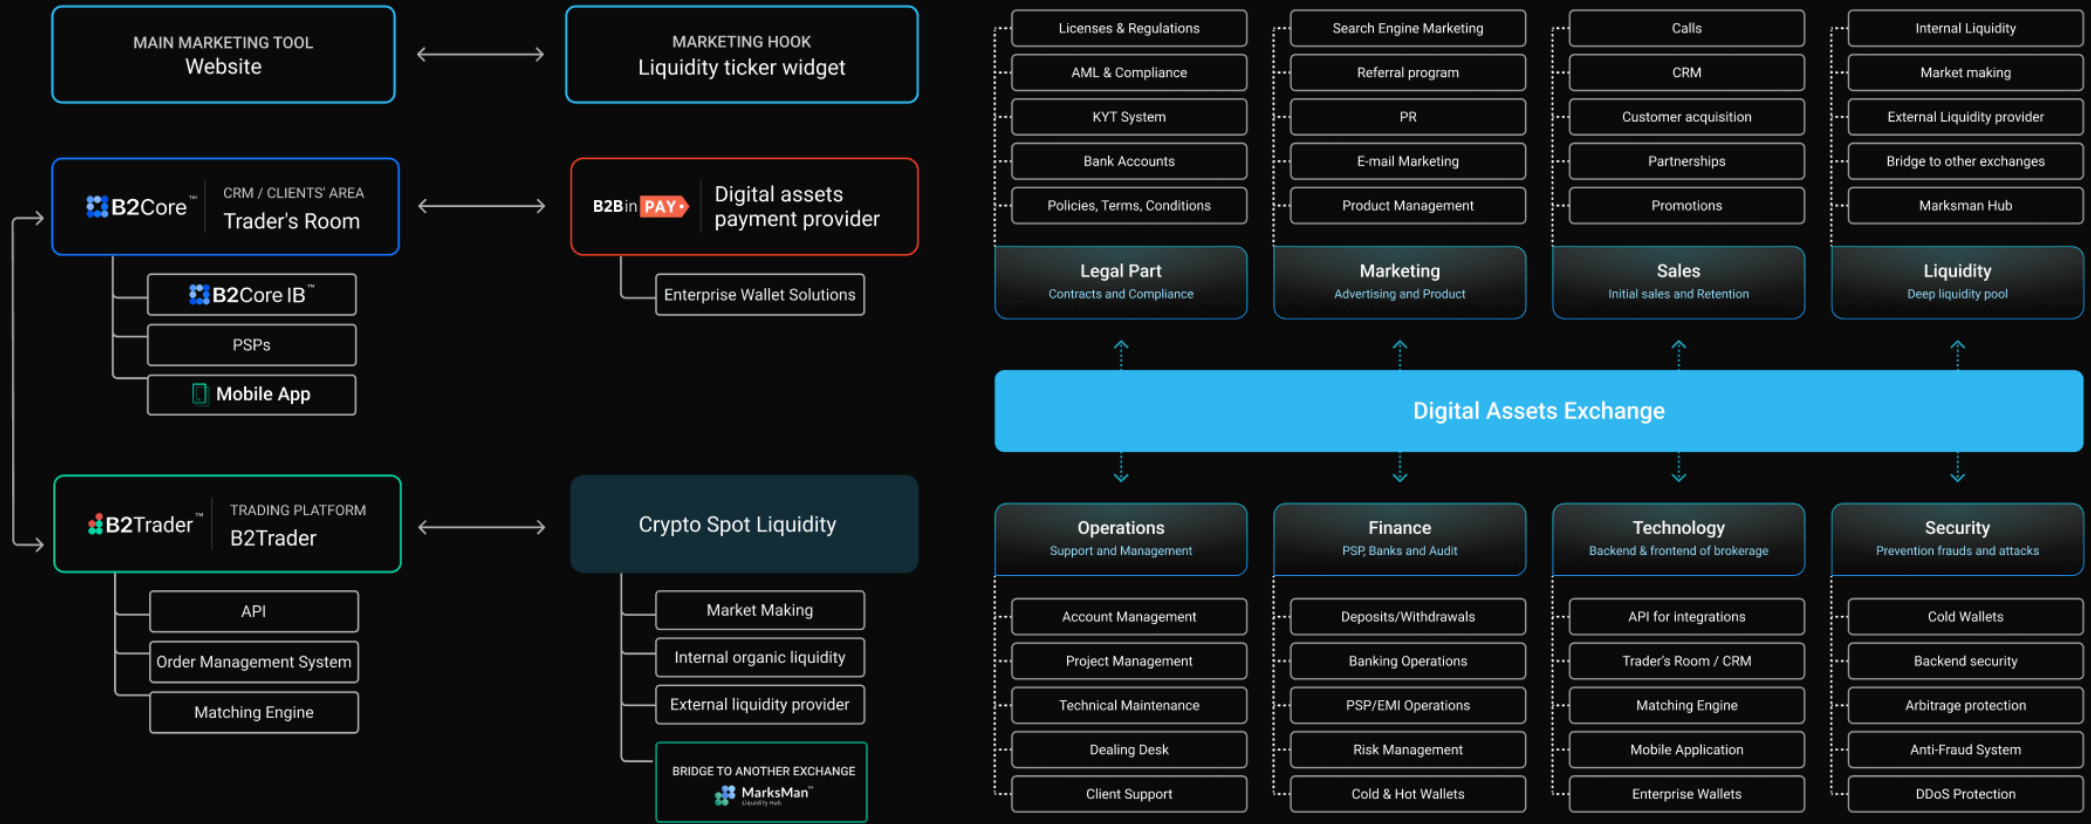 MAIN MARKETING TOOL
Website
MARKETING HOOK
Liquidity ticker widget
B2Core™
CRM / CLIENTS' AREA
Trader's Room
B2BinPAY
Digital assets
payment provider
B2Core IB™
PSPs
Mobile App
Enterprise Wallet Solutions
B2Trader™
TRADING PLATFORM
B2Trader
Crypto Spot Liquidity
API
Order Management System
Matching Engine
Market Making
Internal organic liquidity
External liquidity provider
BRIDGE TO ANOTHER EXCHANGE
MarksMan™
Liquidity Hub
Licenses & Regulations
AML & Compliance
KYT System
Bank Accounts
Policies, Terms, Conditions
Legal Part
Contracts and Compliance
Search Engine Marketing
Referral program
PR
E-mail Marketing
Product Management
Marketing
Advertising and Product
Calls
CRM
Customer acquisition
Partnerships
Promotions
Sales
Initial sales and Retention
Internal Liquidity
Market making
External Liquidity provider
Bridge to other exchanges
Marksman Hub
Liquidity
Deep liquidity pool
Digital Assets Exchange
Operations
Support and Management
Account Management
Project Management
Technical Maintenance
Dealing Desk
Client Support
Finance
PSP, Banks and Audit
Deposits/Withdrawals
Banking Operations
PSP/EMI Operations
Risk Management
Cold & Hot Wallets
Technology
Backend & frontend of brokerage
API for integrations
Trader's Room / CRM
Matching Engine
Mobile Application
Enterprise Wallets
Security
Prevention frauds and attacks
Cold Wallets
Backend security
Arbitrage protection
Anti-Fraud System
DDoS Protection